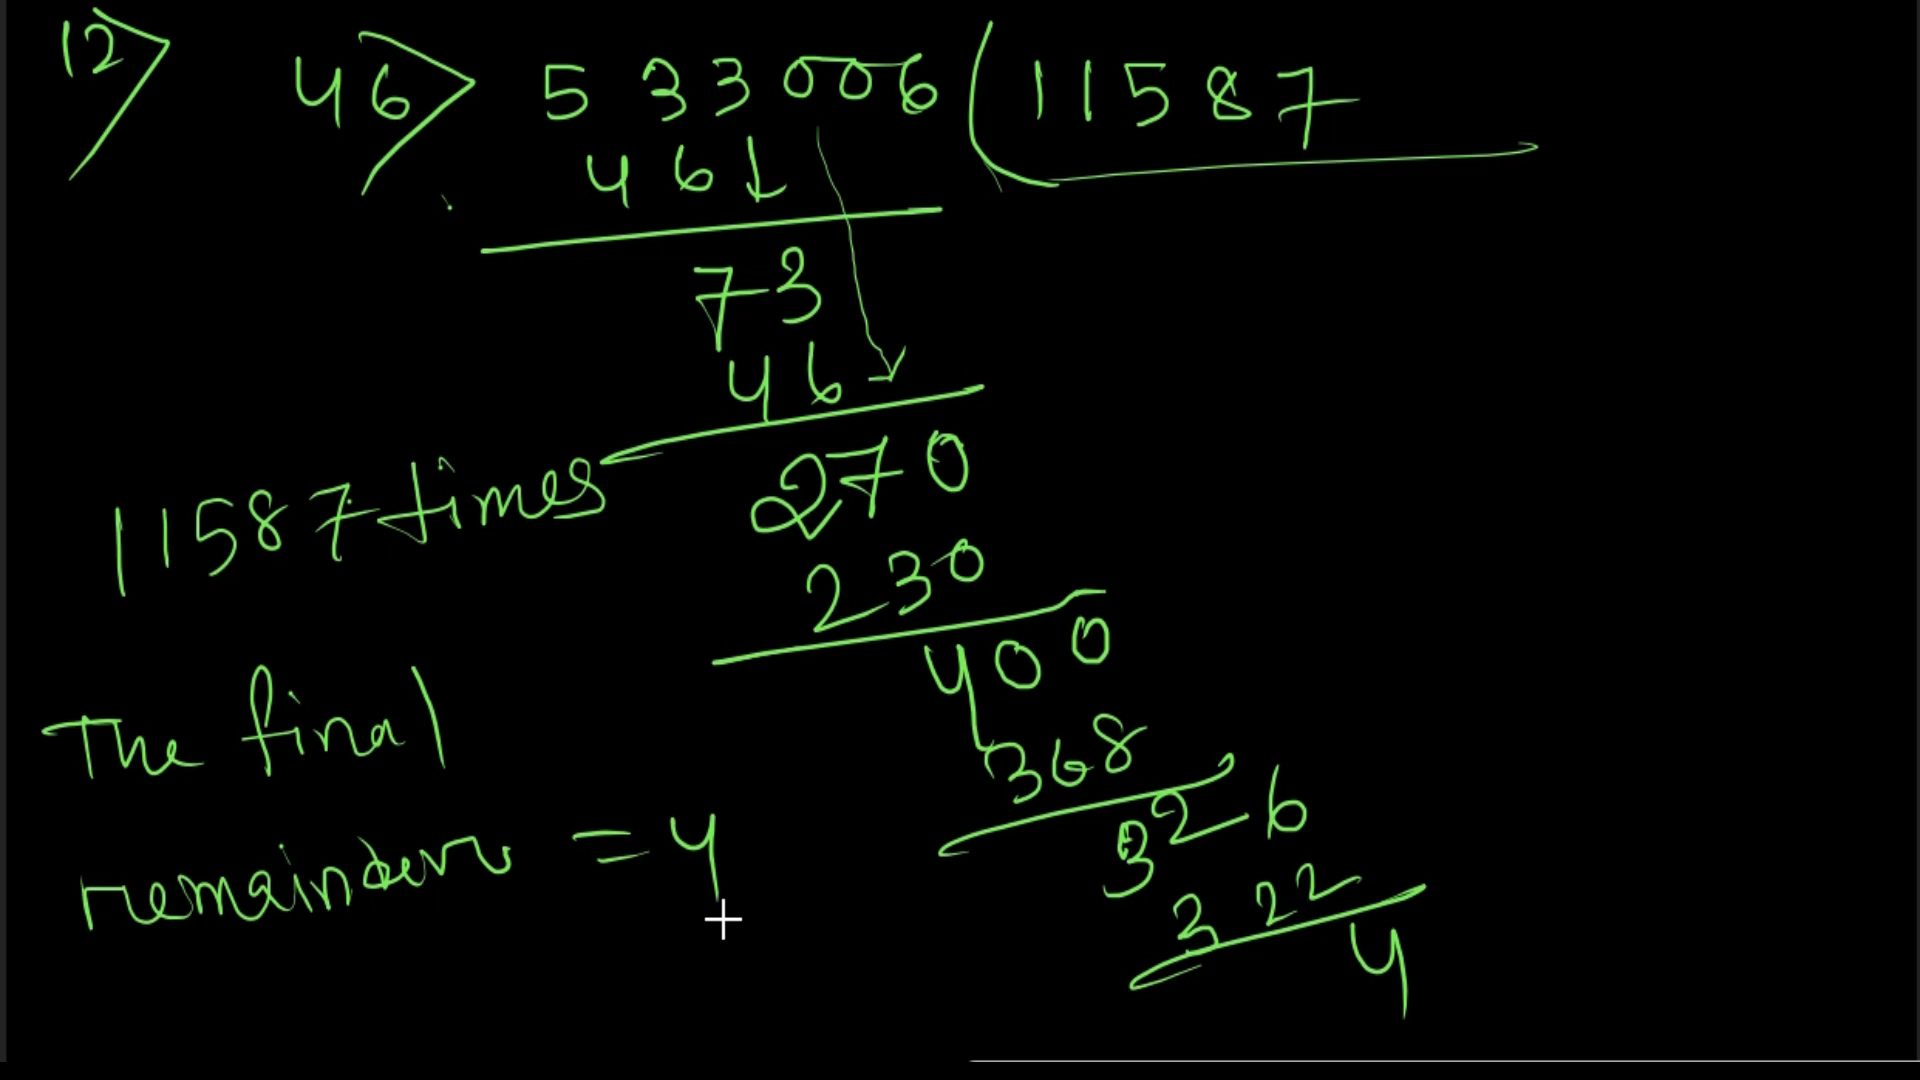 12> 46> 533006 ( 11587
46↓
73
46
270
11587 times
230
400
The final
368
326
remainder = 4
322
4